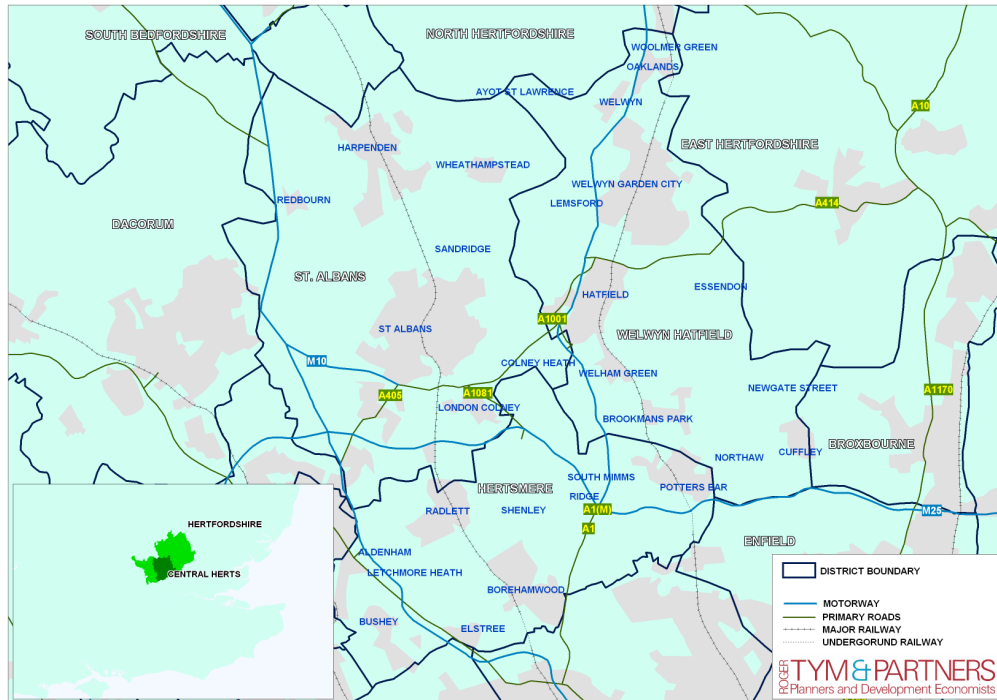 SOUTH BEDFORDSHIRE
NORTH HERTFORDSHIRE
WOOLMER GREEN
OAKLANDS
AYOT ST LAWRENCE
WELWYN
A10
HARPENDEN
EAST HERTFORDSHIRE
WHEATHAMPSTEAD
WELWYN GARDEN CITY
REDBOURN
LEMSFORD
A414
DACORUM
SANDRIDGE
ST. ALBANS
ESSENDON
HATFIELD
A1001
ST ALBANS
WELWYN HATFIELD
M10
COLNEY HEATH
WELHAM GREEN
NEWGATE STREET
A1170
A405
A1081
LONDON COLNEY
BROOKMANS PARK
BROXBOURNE
CUFFLEY
NORTHAW
SOUTH MIMMS
HERTSMERE
POTTERS BAR
RIDGE
RADLETT
SHENLEY
A1(M)
M25
A1
ENFIELD
ALDENHAM
LETCHMORE HEATH
BOREHAMWOOD
BUSHEY
ELSTREE
HERTFORDSHIRE
CENTRAL HERTS
DISTRICT BOUNDARY
MOTORWAY
PRIMARY ROADS
MAJOR RAILWAY
UNDERGORUND RAILWAY
ROGER
TYM & PARTNERS
Planners and Development Economists